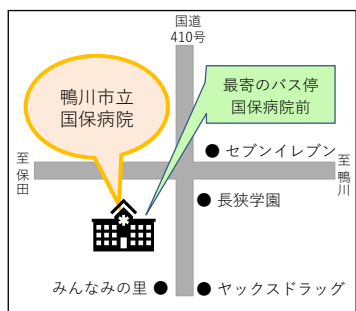 国道
410号
鴨川市立
国保病院
最寄のバス停
国保病院前
セブンイレブン
至保田
至鴨川
長狭学園
みんなみの里
ヤックスドラッグ